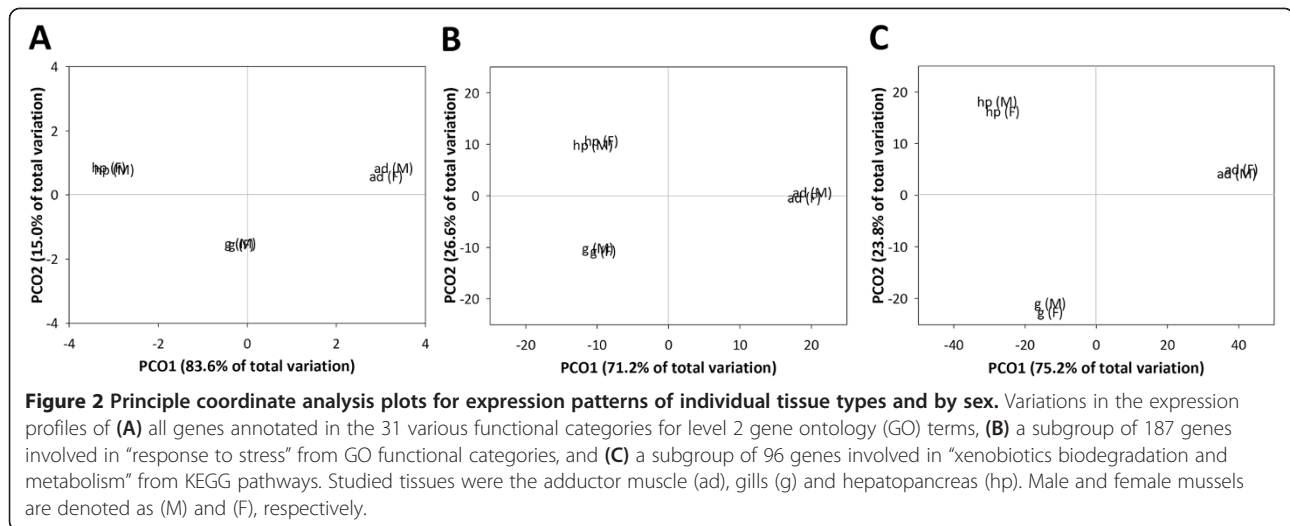 A
B
C
4
2
0
-2
-4
PCO2 (15.0% of total variation)
hp (F)
hp (M)
ad (M)
ad (F)
g (M)
g (F)
-4 -2 0 2 4
PCO1 (83.6% of total variation)
20
10
0
-10
-20
PCO2 (26.6% of total variation)
hp (F)
hp (M)
ad (M)
ad (F)
g (M)
g (F)
-20 -10 0 10 20
PCO1 (71.2% of total variation)
20
10
0
-10
-20
PCO2 (23.8% of total variation)
hp (M)
hp (F)
ad (F)
ad (M)
g (M)
g (F)
-40 -20 0 20 40
PCO1 (75.2% of total variation)
Figure 2 Principle coordinate analysis plots for expression patterns of individual tissue types and by sex. Variations in the expression
profiles of (A) all genes annotated in the 31 various functional categories for level 2 gene ontology (GO) terms, (B) a subgroup of 187 genes
involved in “response to stress” from GO functional categories, and (C) a subgroup of 96 genes involved in “xenobiotics biodegradation and
metabolism” from KEGG pathways. Studied tissues were the adductor muscle (ad), gills (g) and hepatopancreas (hp). Male and female mussels
are denoted as (M) and (F), respectively.